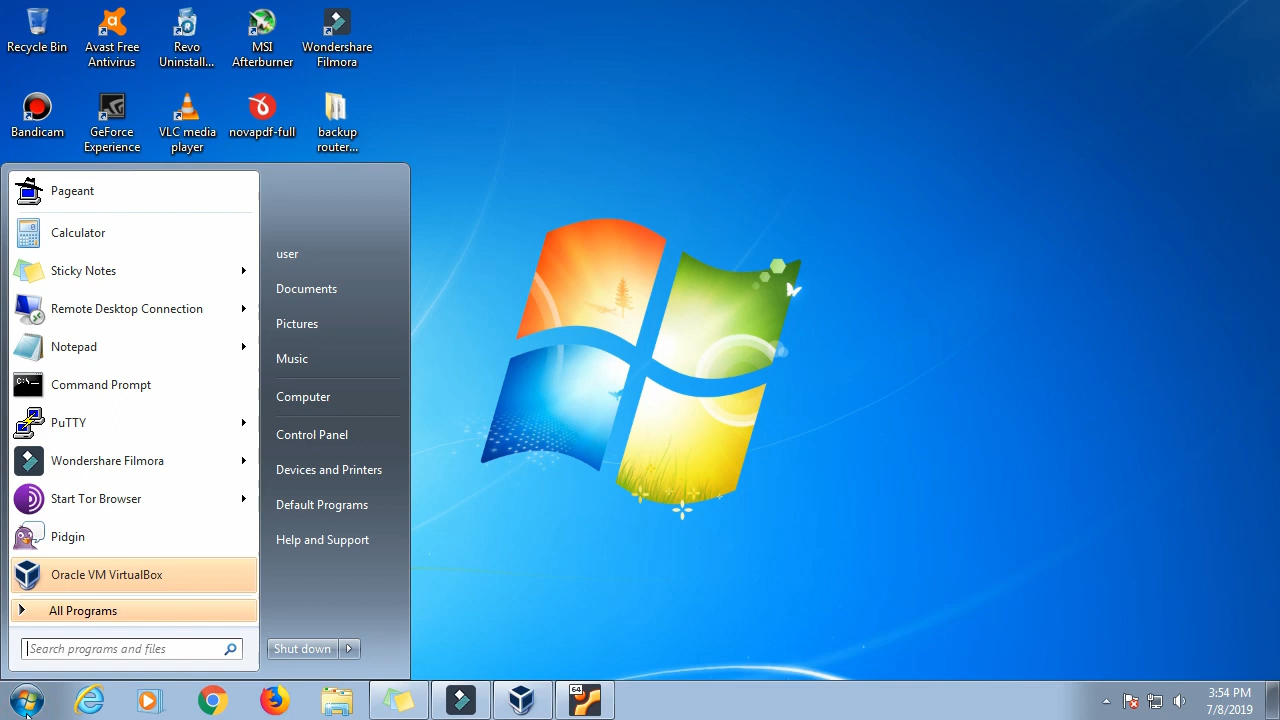 Recycle Bin
Avast Free
Antivirus
Revo
Uninstall...
MSI
Afterburner
Wondershare
Filmora
Bandicam
GeForce
Experience
VLC media
player
novapdf-full
backup
router...
Pageant
Calculator
Sticky Notes
Remote Desktop Connection
Notepad
Command Prompt
PuTTY
Wondershare Filmora
Start Tor Browser
Pidgin
Oracle VM VirtualBox
All Programs
Search programs and files
user
Documents
Pictures
Music
Computer
Control Panel
Devices and Printers
Default Programs
Help and Support
Shut down
64
3:54 PM
7/8/2019